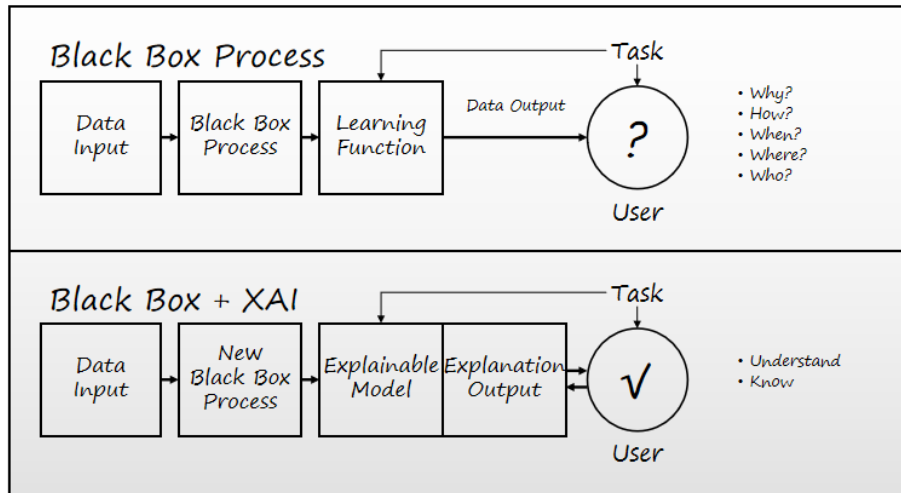 Black Box Process
Task
Data
Input
Black Box
Process
Learning
Function
Data Output
?
User
• Why?
• How?
• When?
• Where?
• Who?
Black Box + XAI
Task
Data
Input
New
Black Box
Process
Explainable
Model
Explanation
Output
√
User
• Understand
• Know